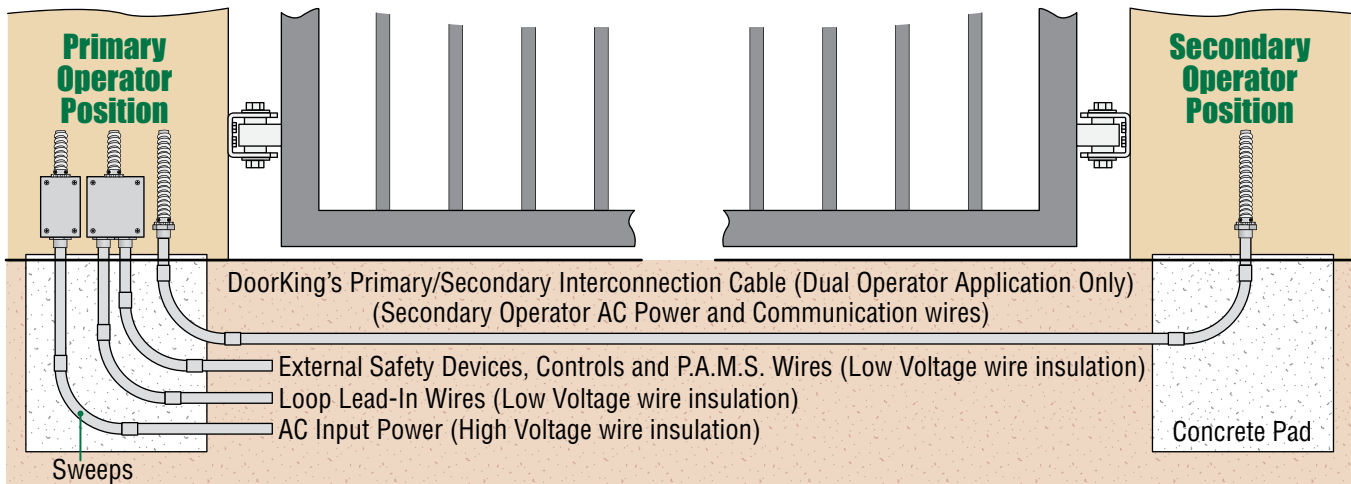 Primary
Operator
Position
Secondary
Operator
Position
DoorKing's Primary/Secondary Interconnection Cable (Dual Operator Application Only)
(Secondary Operator AC Power and Communication wires)
External Safety Devices, Controls and P.A.M.S. Wires (Low Voltage wire insulation)
Loop Lead-In Wires (Low Voltage wire insulation)
AC Input Power (High Voltage wire insulation)
Concrete Pad
Sweeps